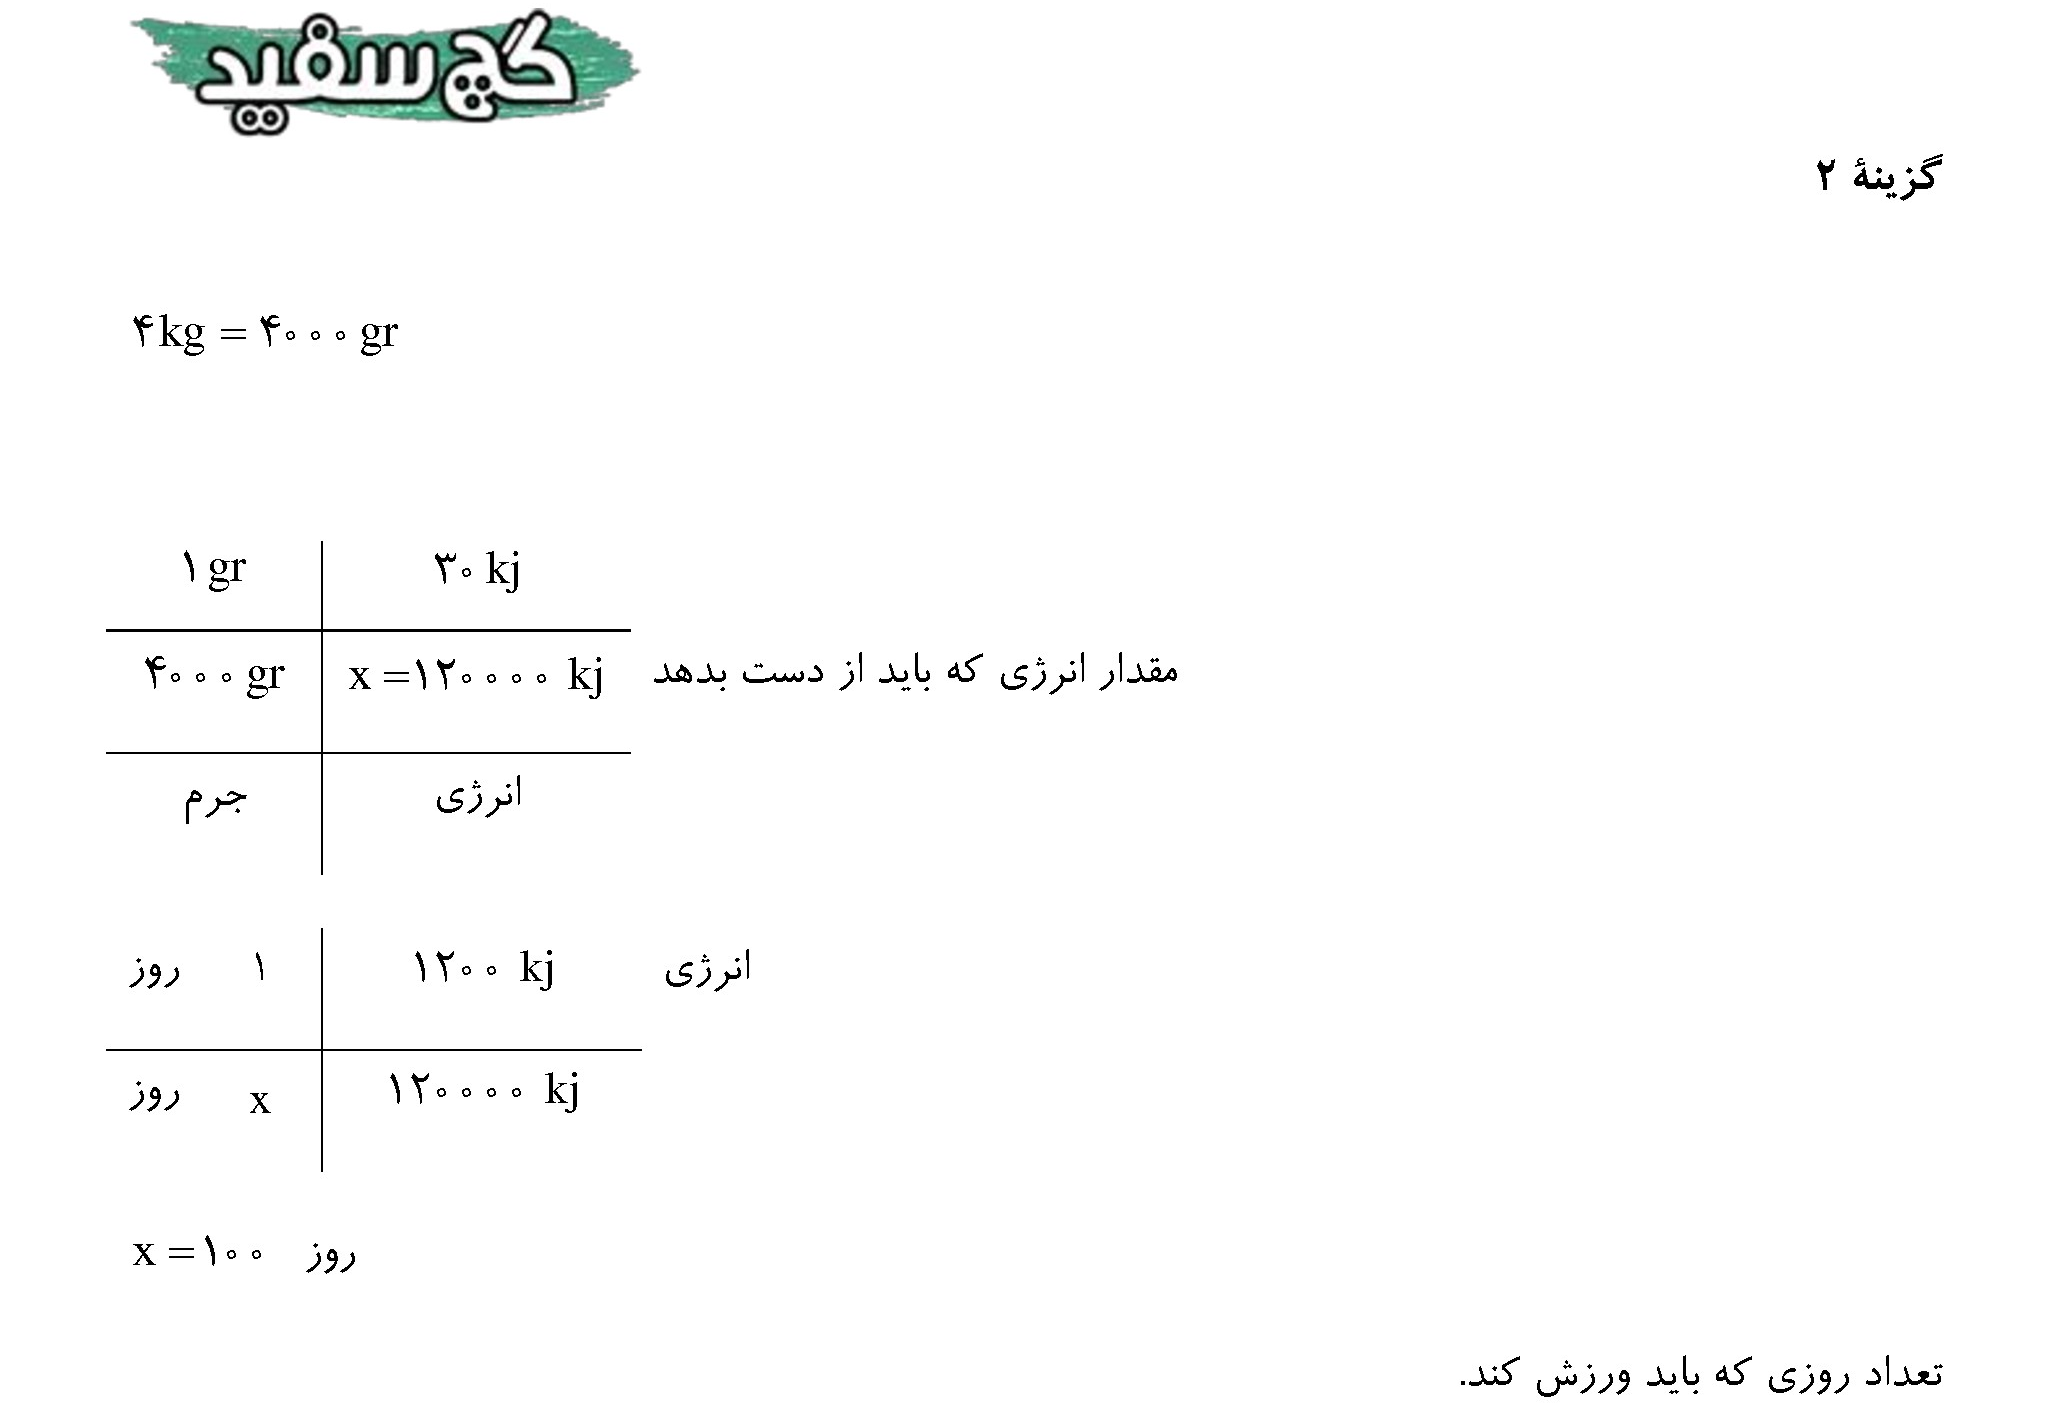 گچ سفید
گزینهٔ ۲
۴kg = ۴۰۰۰ gr
۱ gr ۳۰ kj
۴۰۰۰ gr x =۱۲۰۰۰۰ kj مقدار انرژی که باید از دست بدهد
جرم انرژی
روز ۱ ۱۲۰۰ kj انرژی
روز x ۱۲۰۰۰۰ kj
x =۱۰۰ روز
تعداد روزی که باید ورزش کند.